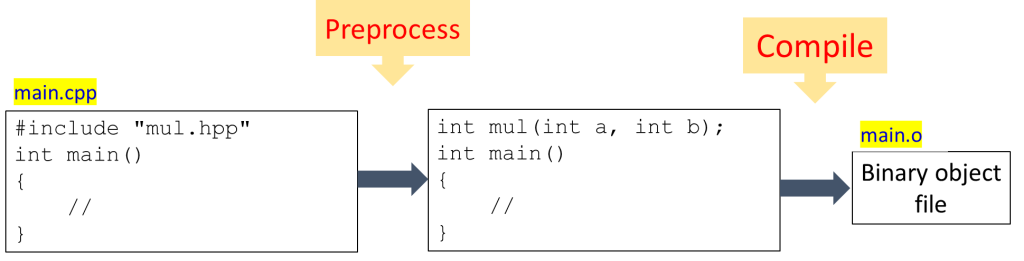 Preprocess
Compile
main.cpp
#include "mul.hpp"
int main()
{
//
}
int mul(int a, int b);
int main()
{
//
}
main.o
Binary object
file